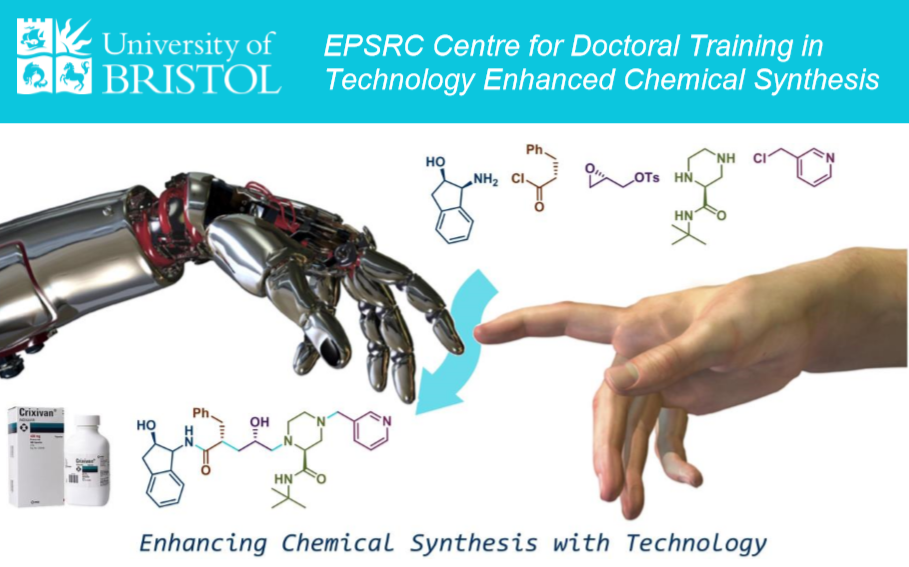 University of
BRISTOL
EPSRC Centre for Doctoral Training in
Technology Enhanced Chemical Synthesis
HO
NH₂
Ph
Cl
O
O
OTs
NH
HN
HN
O
Cl
N
Crixivan
Crixivan
HO
H
N
Ph
O
OH
N
N
N
HN
O
Enhancing Chemical Synthesis with Technology